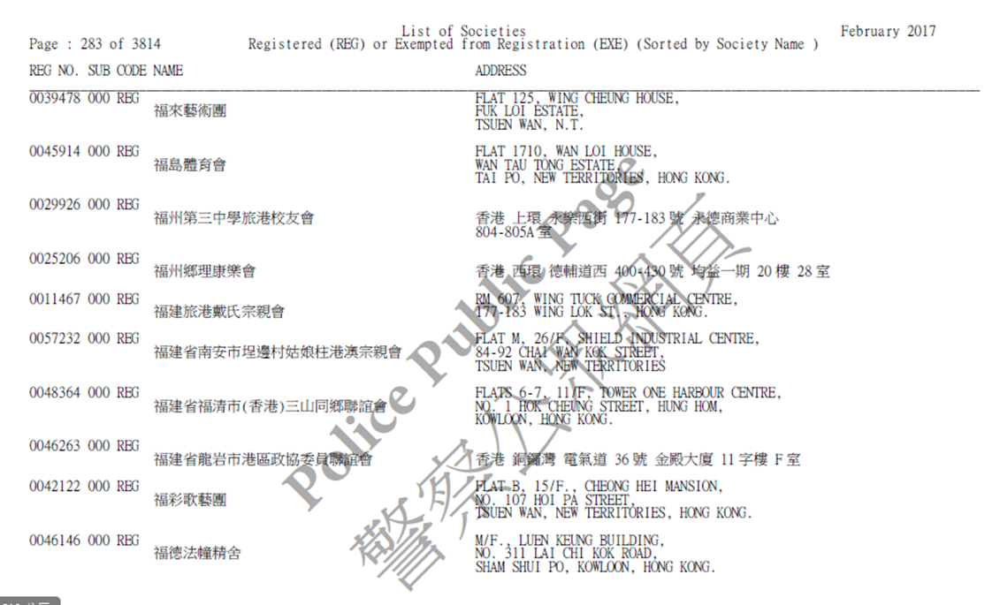 List of Societies February 2017
Page : 283 of 3814 Registered (REG) or Exempted from Registration (EXE) (Sorted by Society Name )
REG NO. SUB CODE NAME ADDRESS
0039478 000 REG FLAT 125, WING CHEUNG HOUSE,
福來藝術團 FUK LOI ESTATE,
TSUEN WAN, N.T.
0045914 000 REG FLAT 1710, WAN LOI HOUSE,
福島體育會 WAN TAU TONG ESTATE,
TAI PO, NEW TERRITORIES, HONG KONG.
0029926 000 REG
福州第三中學旅港校友會 香港 上環 永樂西街 177-183 號 永德商業中心
804-805A 室
0025206 000 REG
福州鄉理康樂會 香港 西環 德輔道西 400-430 號 均益一期 20 樓 28 室
0011467 000 REG RM 607, WING TUCK COMMERCIAL CENTRE,
福建旅港戴氏宗親會 177-183 WING LOK ST., HONG KONG.
0057232 000 REG FLAT M, 26/F, SHIELD INDUSTRIAL CENTRE,
福建省南安市埕邊村姑娘柱港澳宗親會 84-92 CHAI WAN KOK STREET,
TSUEN WAN, NEW TERRITORIES
0048364 000 REG FLATS 6-7, 11/F, TOWER ONE HARBOUR CENTRE,
福建省福清市(香港)三山同鄉聯誼會 NO. 1 HOK CHEUNG STREET, HUNG HOM,
KOWLOON, HONG KONG.
0046263 000 REG
福建省龍岩市港區政協委員聯誼會 香港 銅鑼灣 電氣道 36 號 金殿大廈 11 字樓 F 室
0042122 000 REG FLAT B, 15/F., CHEONG HEI MANSION,
福彩歌藝團 NO. 107 HOI PA STREET,
TSUEN WAN, NEW TERRITORIES, HONG KONG.
0046146 000 REG M/F., LUEN KEUNG BUILDING,
福德法幢精舍 NO. 311 LAI CHI KOK ROAD,
SHAM SHUI PO, KOWLOON, HONG KONG.
Police Public Page
警察公眾網頁